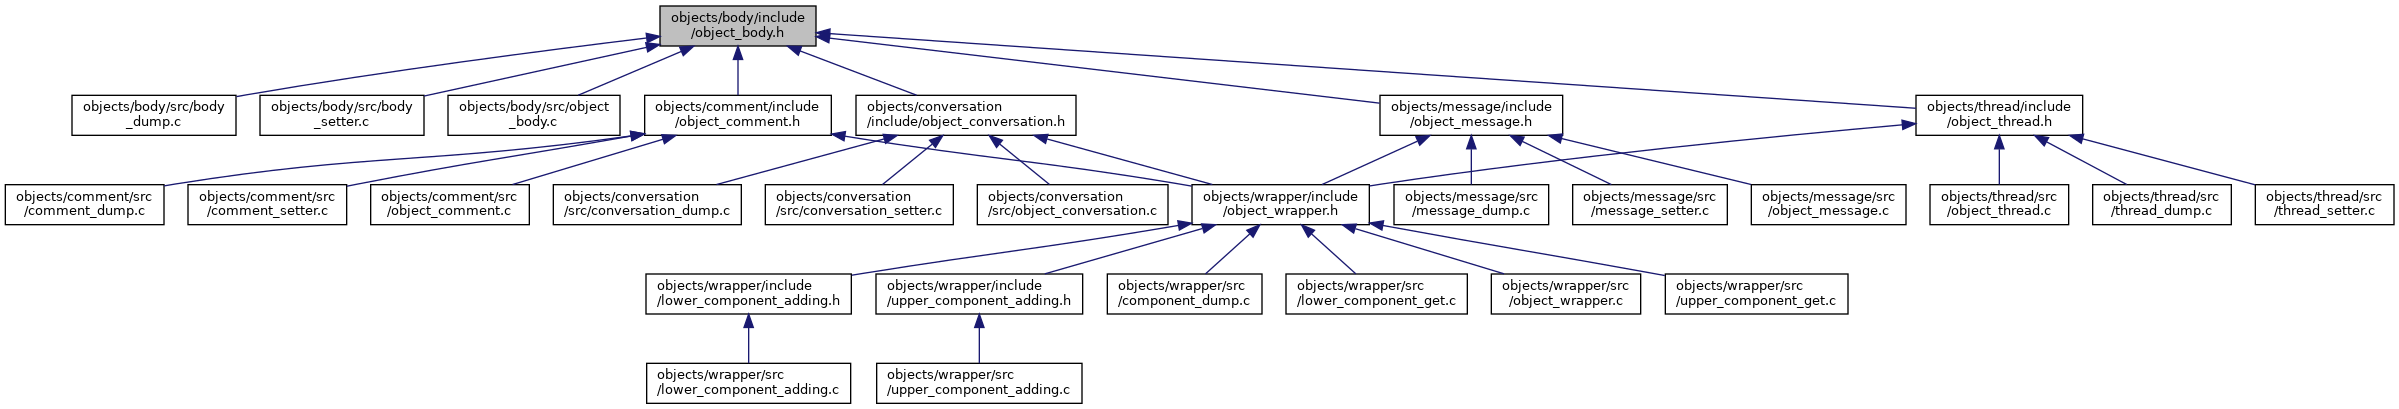 objects/body/include
/object_body.h
objects/body/src/body
_dump.c
objects/body/src/body
_setter.c
objects/body/src/object
_body.c
objects/comment/include
/object_comment.h
objects/conversation
/include/object_conversation.h
objects/message/include
/object_message.h
objects/thread/include
/object_thread.h
objects/comment/src
/comment_dump.c
objects/comment/src
/comment_setter.c
objects/comment/src
/object_comment.c
objects/conversation
/src/conversation_dump.c
objects/conversation
/src/conversation_setter.c
objects/conversation
/src/object_conversation.c
objects/wrapper/include
/object_wrapper.h
objects/message/src
/message_dump.c
objects/message/src
/message_setter.c
objects/message/src
/object_message.c
objects/thread/src
/object_thread.c
objects/thread/src
/thread_dump.c
objects/thread/src
/thread_setter.c
objects/wrapper/include
/lower_component_adding.h
objects/wrapper/include
/upper_component_adding.h
objects/wrapper/src
/component_dump.c
objects/wrapper/src
/lower_component_get.c
objects/wrapper/src
/object_wrapper.c
objects/wrapper/src
/upper_component_get.c
objects/wrapper/src
/lower_component_adding.c
objects/wrapper/src
/upper_component_adding.c